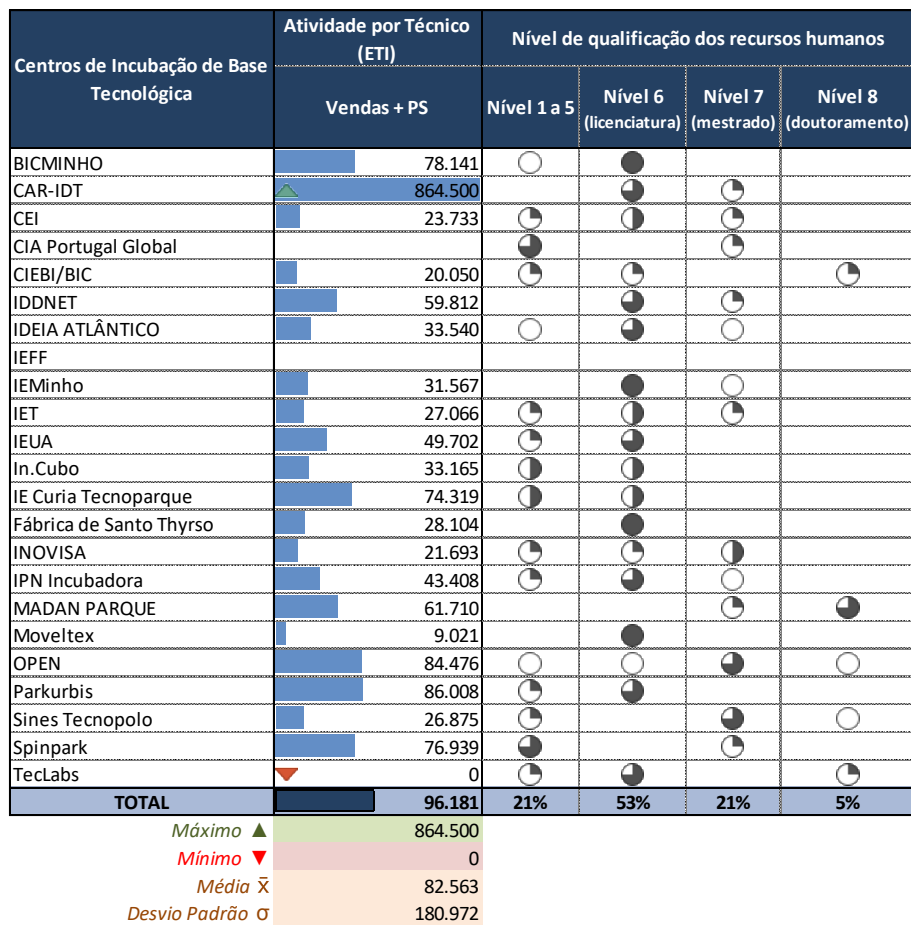 Centros de Incubação de Base Tecnológica
Atividade por Técnico (ETI)
Nível de qualificação dos recursos humanos
Vendas + PS
Nível 1 a 5
Nível 6 (licenciatura)
Nível 7 (mestrado)
Nível 8 (doutoramento)
BICMINHO 78.141
CAR-IDT 864.500
CEI 23.733
CIA Portugal Global
CIEBI/BIC 20.050
IDDNET 59.812
IDEIA ATLÂNTICO 33.540
IEFF
IEMinho 31.567
IET 27.066
IEUA 49.702
In.Cubo 33.165
IE Curia Tecnoparque 74.319
Fábrica de Santo Thyrso 28.104
INOVISA 21.693
IPN Incubadora 43.408
MADAN PARQUE 61.710
Moveltex 9.021
OPEN 84.476
Parkurbis 86.008
Sines Tecnopolo 26.875
Spinpark 76.939
TecLabs 0
TOTAL 96.181 21% 53% 21% 5%
Máximo ▲ 864.500
Mínimo ▼ 0
Média x̄ 82.563
Desvio Padrão σ 180.972